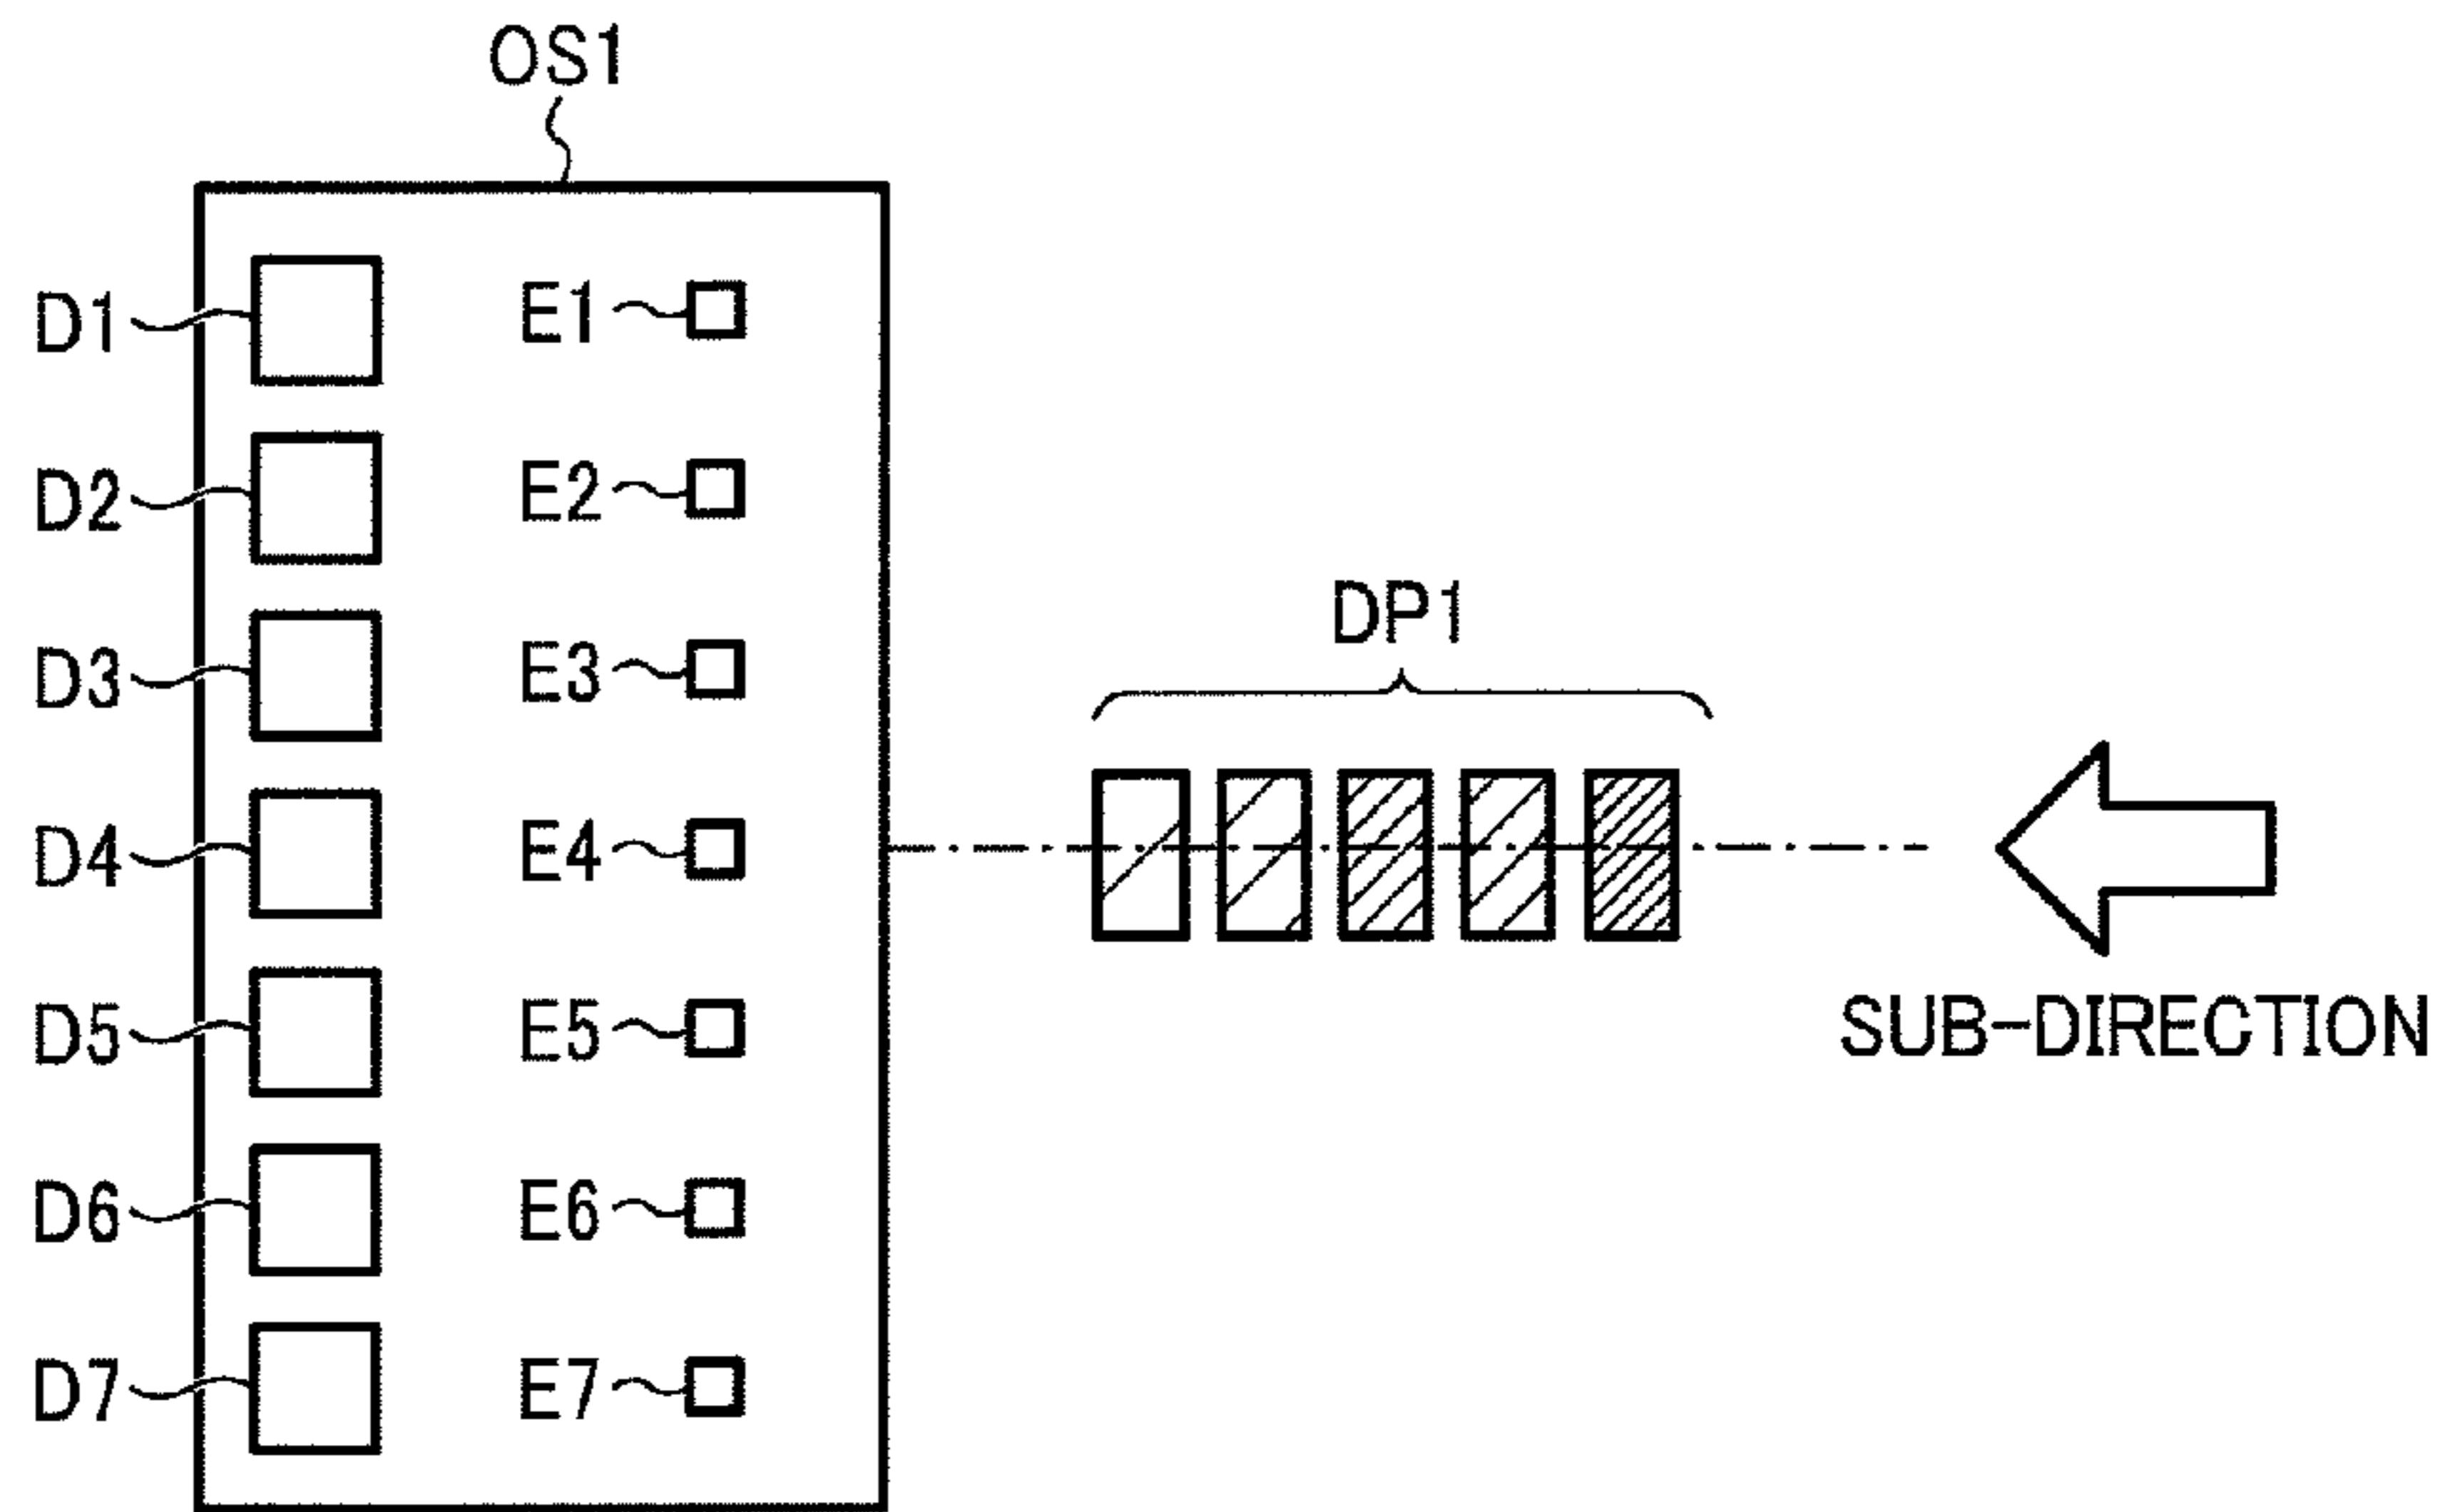 OS1
D1
E1
D2
E2
D3
E3
DP1
D4
E4
D5
E5
SUB-DIRECTION
D6
E6
D7
E7